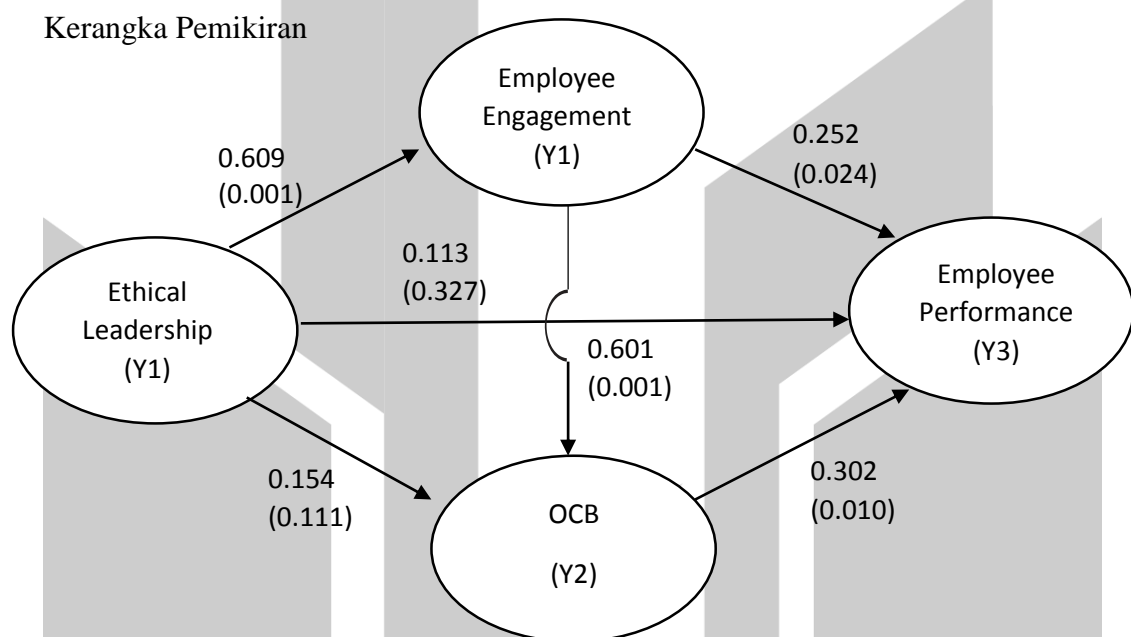 Kerangka Pemikiran
Employee
Engagement
(Y1)
0.609
(0.001)
0.252
(0.024)
Ethical
Leadership
(Y1)
0.113
(0.327)
Employee
Performance
(Y3)
0.601
(0.001)
0.154
(0.111)
OCB
(Y2)
0.302
(0.010)